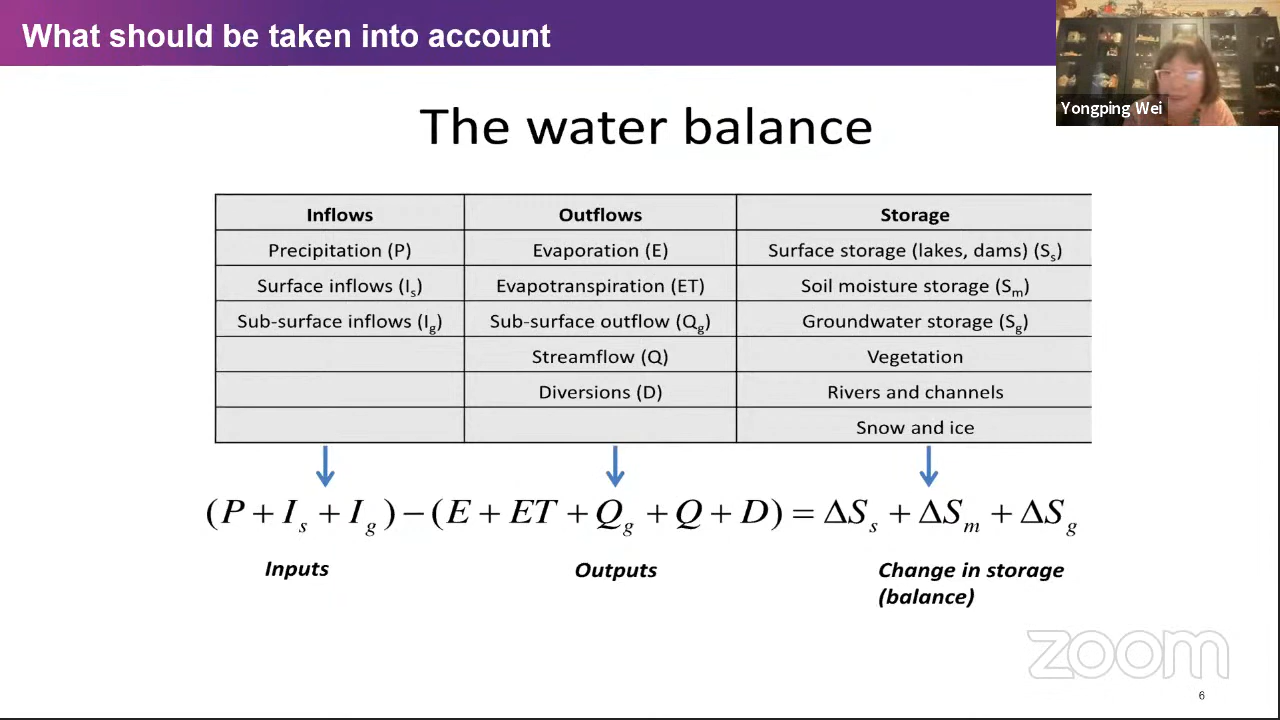 What should be taken into account
Yongping Wei
The water balance
Inflows Outflows Storage
Precipitation (P) Evaporation (E) Surface storage (lakes, dams) (Ss)
Surface inflows (Is) Evapotranspiration (ET) Soil moisture storage (Sm)
Sub-surface inflows (Ig) Sub-surface outflow (Qg) Groundwater storage (Sg)
Streamflow (Q) Vegetation
Diversions (D) Rivers and channels
Snow and ice
(P + Is + Ig) − (E + ET + Qg + Q + D) = ΔSs + ΔSm + ΔSg
Inputs Outputs Change in storage
(balance)
zoom
6